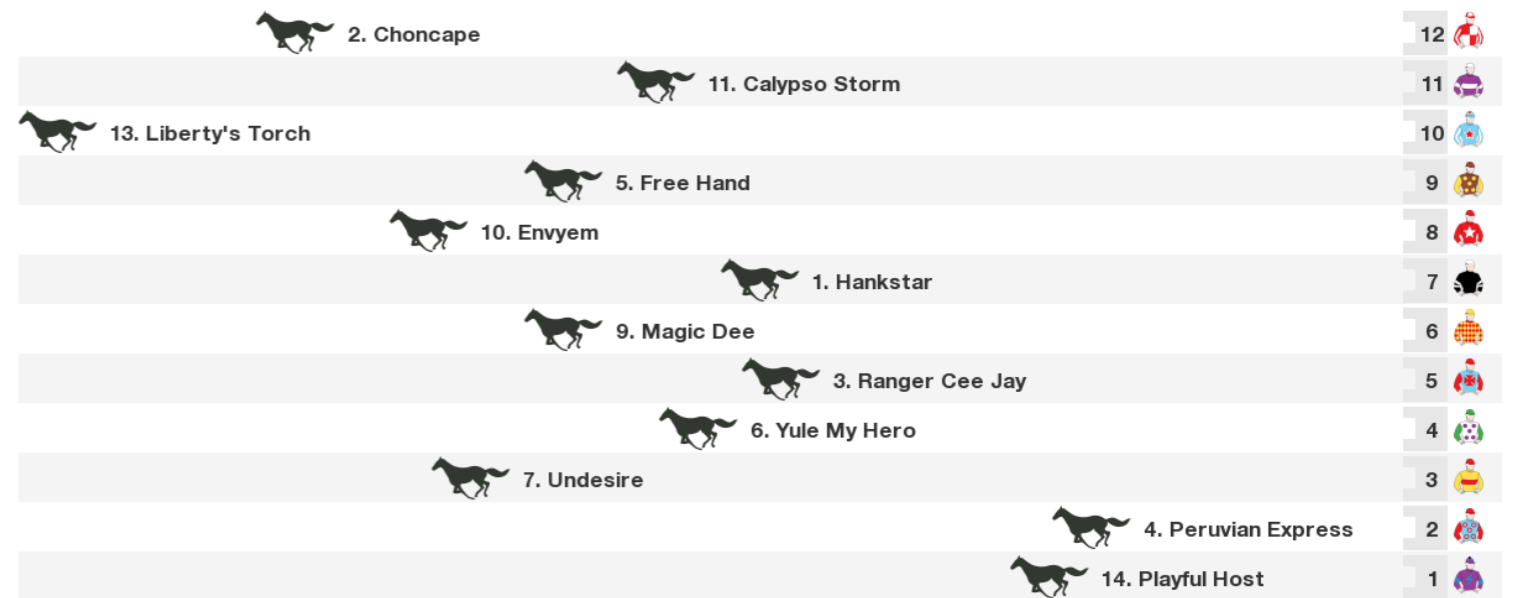 2. Choncape 12
11. Calypso Storm 11
13. Liberty's Torch 10
5. Free Hand 9
10. Envyem 8
1. Hankstar 7
9. Magic Dee 6
3. Ranger Cee Jay 5
6. Yule My Hero 4
7. Undesire 3
4. Peruvian Express 2
14. Playful Host 1